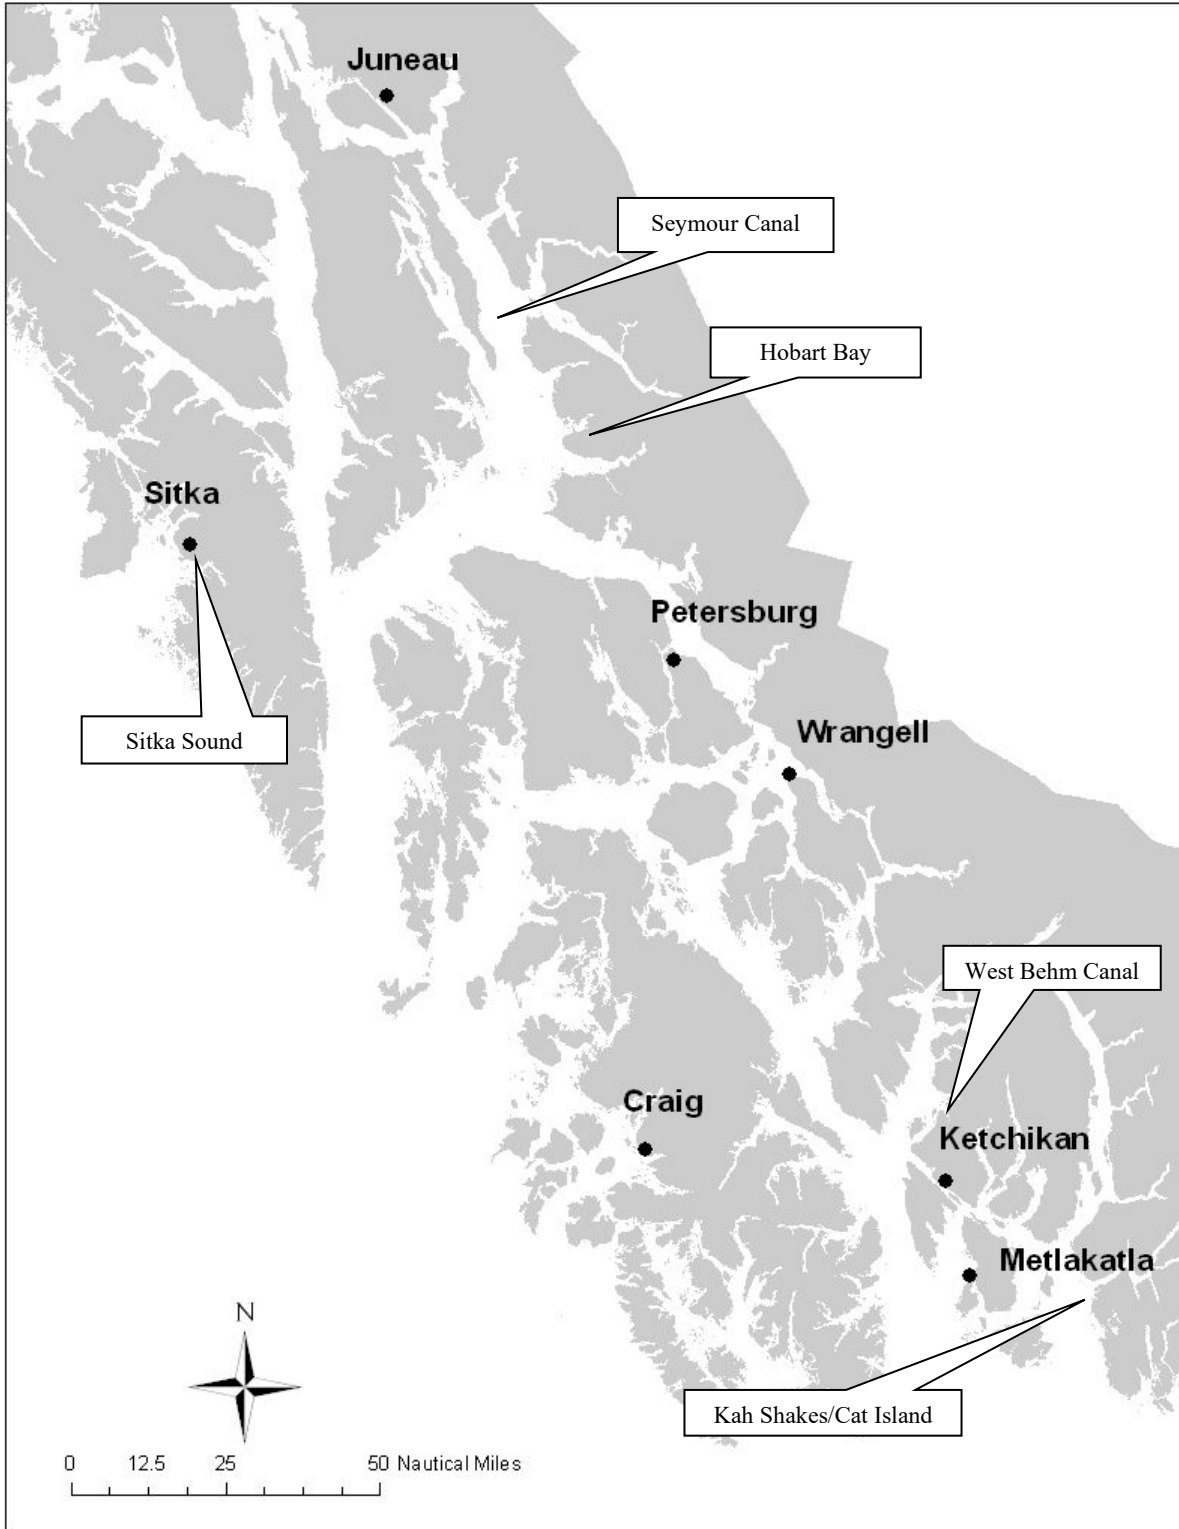 Juneau
Seymour Canal
Hobart Bay
Sitka
Petersburg
Sitka Sound
Wrangell
West Behm Canal
Craig
Ketchikan
Metlakatla
N
Kah Shakes/Cat Island
0 12.5 25 50 Nautical Miles